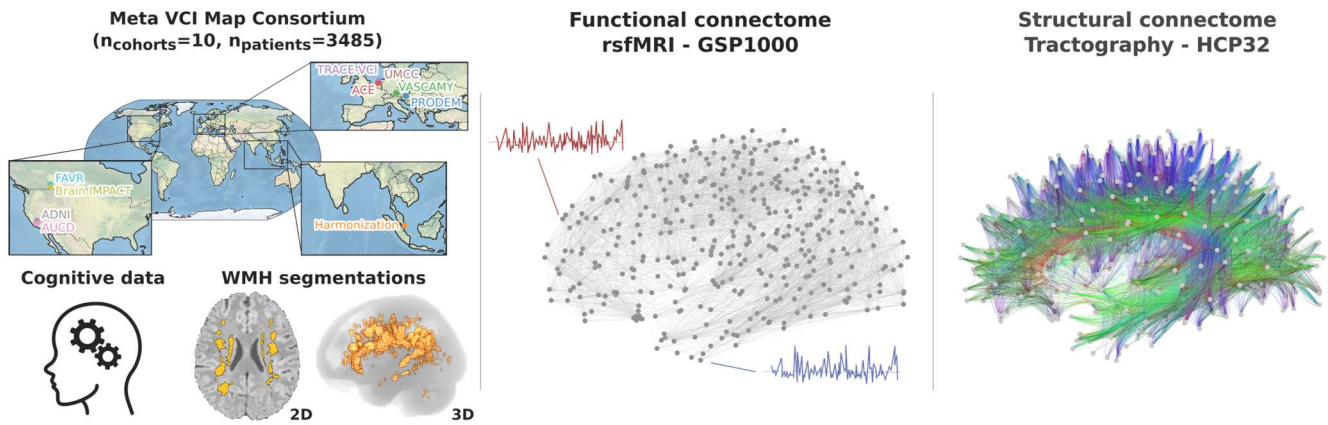 Meta VCI Map Consortium
(ncohorts=10, npatients=3485)
TRACE-VCI
UMCC
ACE
VASCAMY
PRODEM
FAVR
Brain IMPACT
ADNI
AUCD
Harmonization
Cognitive data
WMH segmentations
2D
3D
Functional connectome
rsfMRI - GSP1000
Structural connectome
Tractography - HCP32